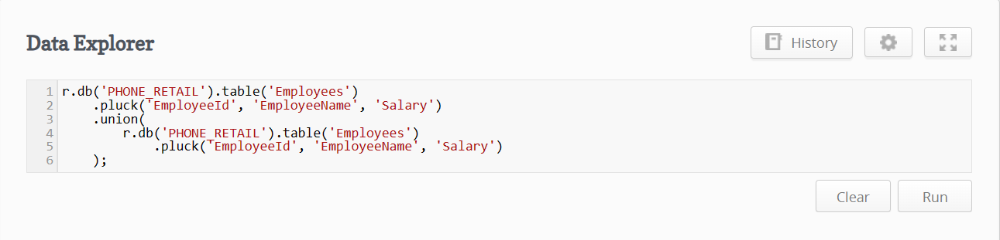 Data Explorer
History
1 r.db('PHONE_RETAIL').table('Employees')
2     .pluck('EmployeeId', 'EmployeeName', 'Salary')
3     .union(
4         r.db('PHONE_RETAIL').table('Employees')
5             .pluck('EmployeeId', 'EmployeeName', 'Salary')
6     );
Clear
Run